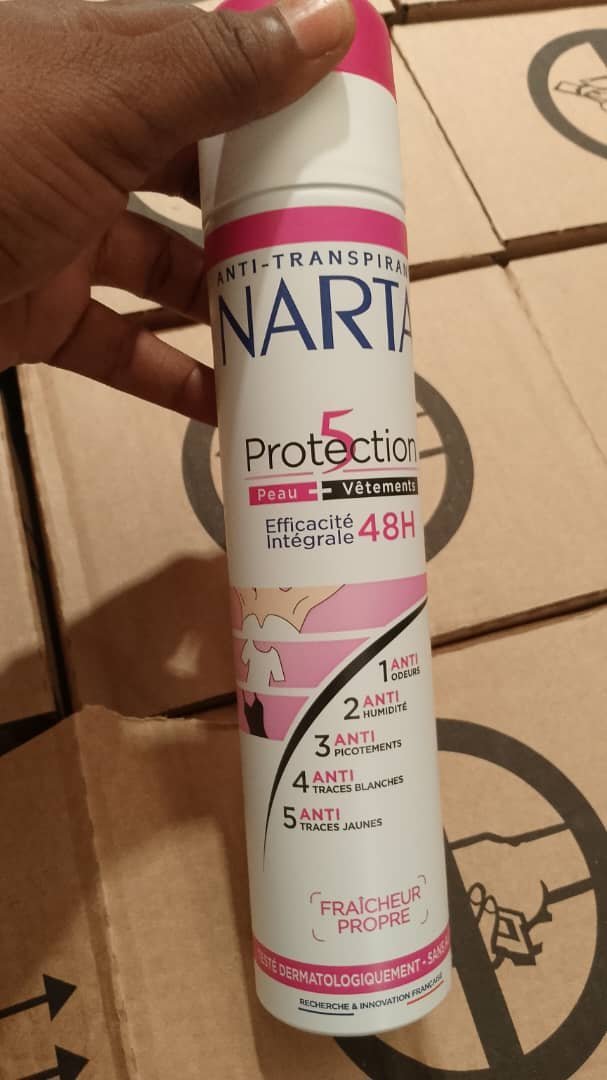 ANTI-TRANSPIRAN
NARTA
5
Protection
Peau + Vêtements
Efficacité
Intégrale 48H
1 ANTI
ODEURS
2 ANTI
HUMIDITÉ
3 ANTI
PICOTEMENTS
4 ANTI
TRACES BLANCHES
5 ANTI
TRACES JAUNES
FRAÎCHEUR
PROPRE
TESTÉ DERMATOLOGIQUEMENT - SANS
RECHERCHE & INNOVATION FRANÇAISE